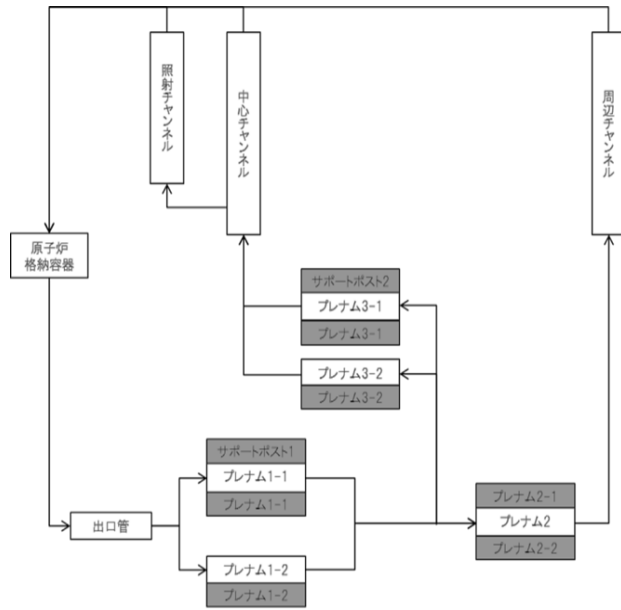 照射チャンネル
中心チャンネル
周辺チャンネル
原子炉
格納容器
サポートポスト2
プレナム3-1
プレナム3-1
プレナム3-2
プレナム3-2
サポートポスト1
プレナム1-1
プレナム1-1
出口管
プレナム1-2
プレナム1-2
プレナム2-1
プレナム2
プレナム2-2